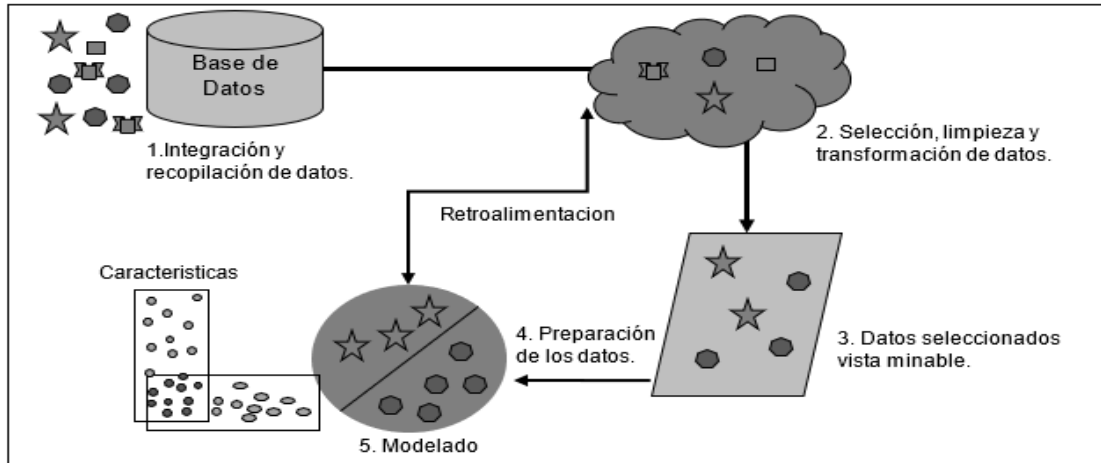 Base de
Datos
1.Integración y
recopilación de datos.
2. Selección, limpieza y
transformación de datos.
Retroalimentacion
Caracteristicas
4. Preparación
de los datos.
3. Datos seleccionados
vista minable.
5. Modelado